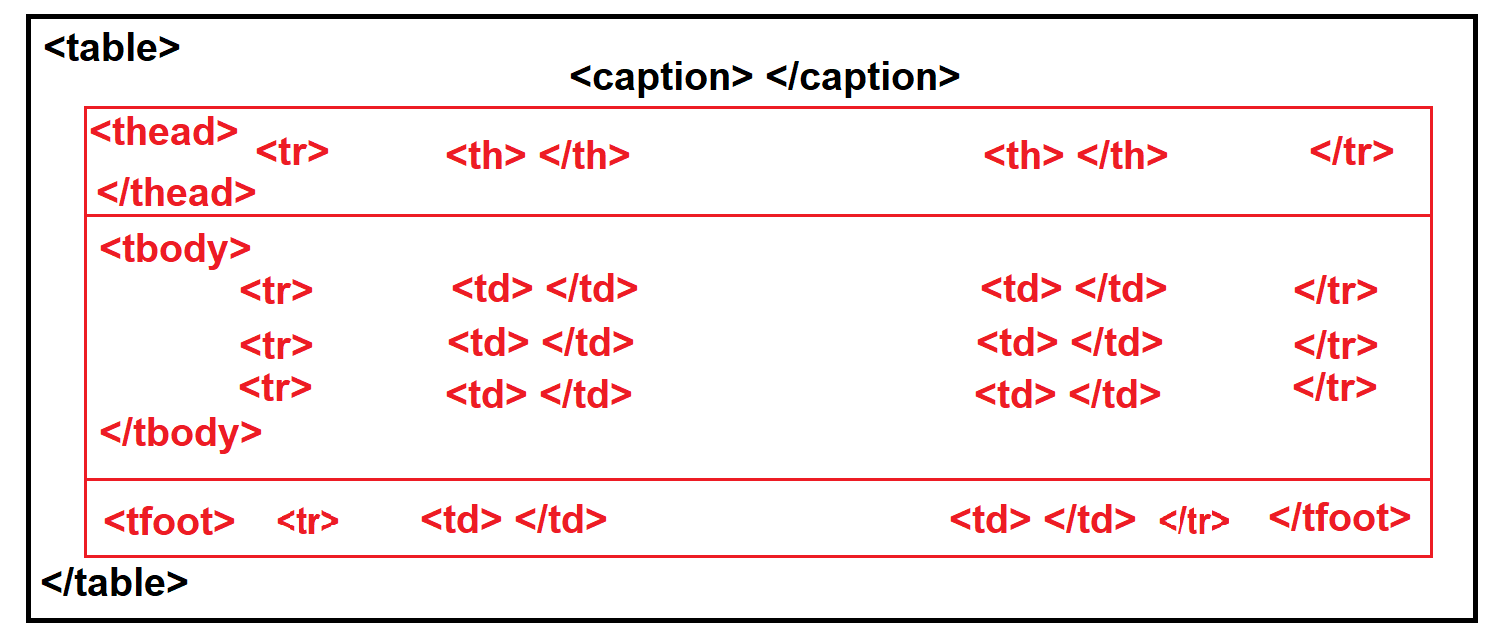 <table>
<caption> </caption>
<thead>
<tr> <th> </th> <th> </th> </tr>
</thead>
<tbody>
<tr> <td> </td> <td> </td> </tr>
<tr> <td> </td> <td> </td> </tr>
<tr> <td> </td> <td> </td> </tr>
</tbody>
<tfoot> <tr> <td> </td> <td> </td> </tr> </tfoot>
</table>